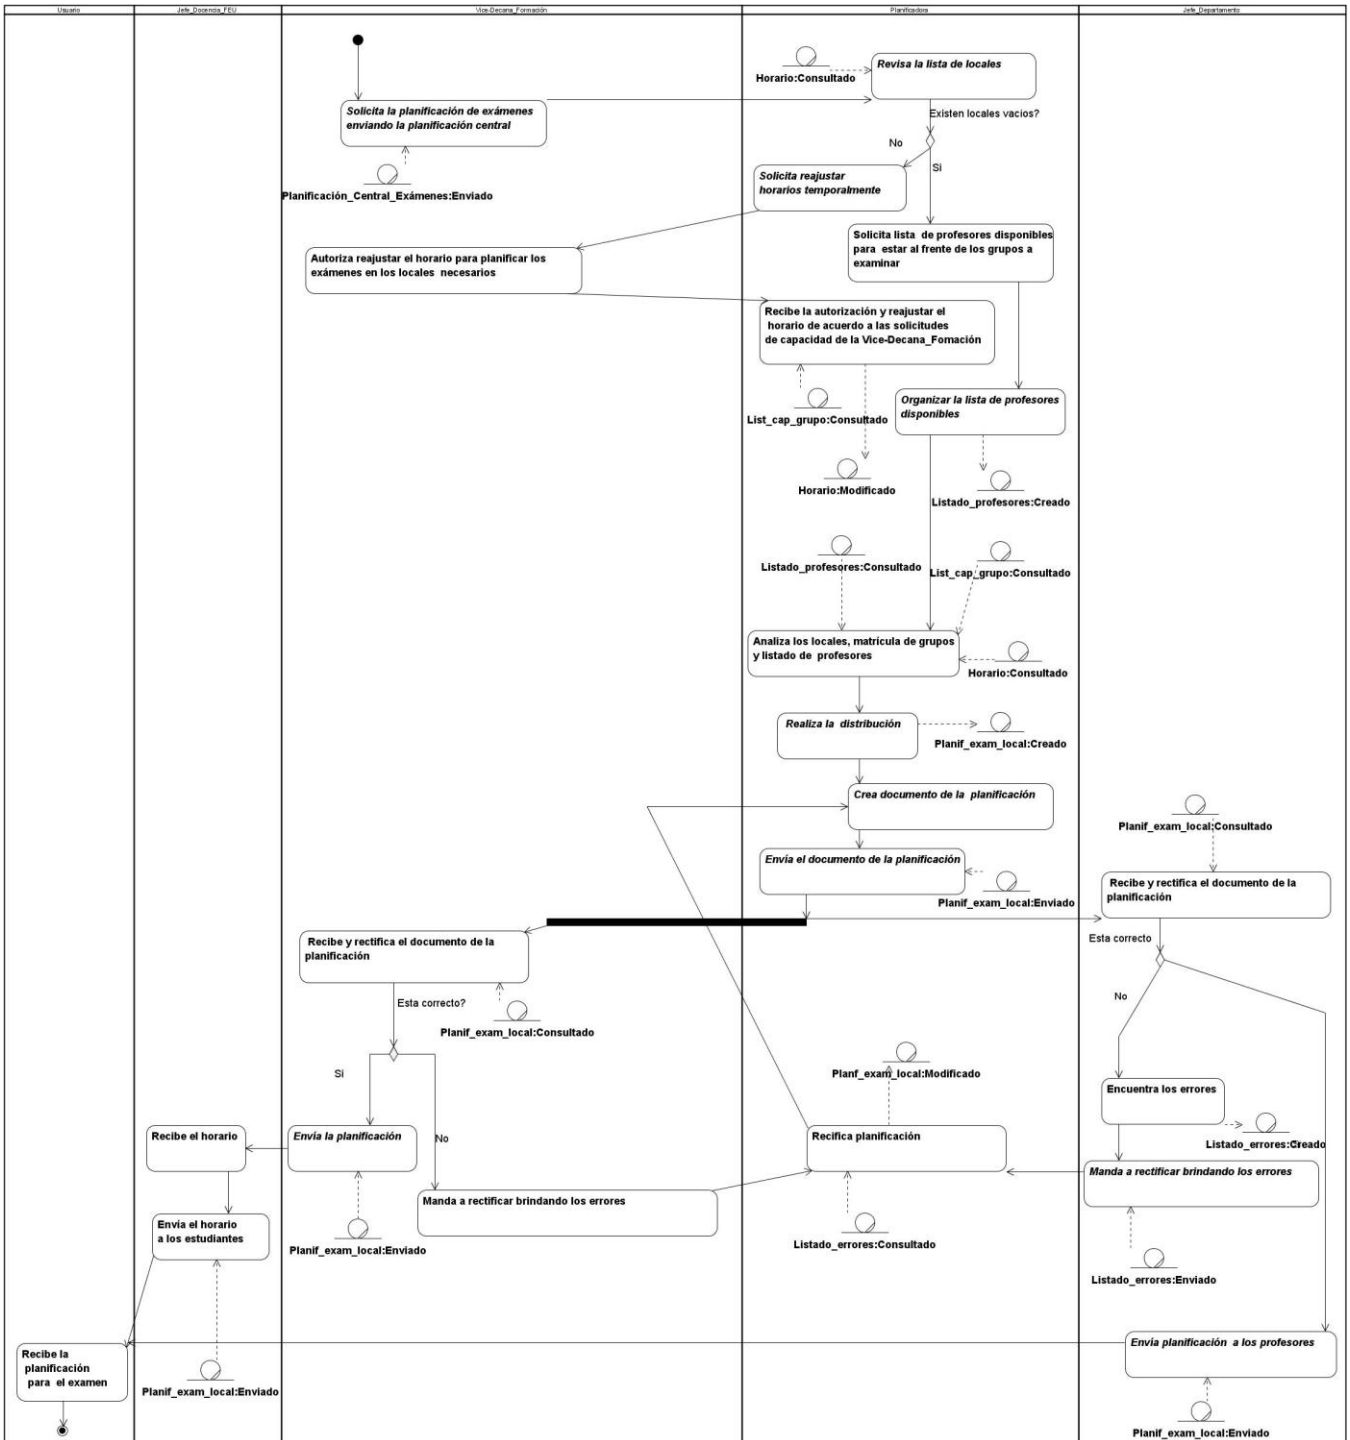 Usuario
Jefe_Docencia_FEU
Vice-Decana_Formación
Planificadora
Jefe_Departamento
Horario:Consultado
Revisa la lista de locales
Solicita la planificación de exámenes
enviando la planificación central
Existen locales vacios?
No
Si
Planificación_Central_Exámenes:Enviado
Solicita reajustar
horarios temporalmente
Solicita lista de profesores disponibles
para estar al frente de los grupos a
examinar
Autoriza reajustar el horario para planificar los
exámenes en los locales necesarios
Recibe la autorización y reajustar el
horario de acuerdo a las solicitudes
de capacidad de la Vice-Decana_Fomación
List_cap_grupo:Consultado
Organizar la lista de profesores
disponibles
Horario:Modificado
Listado_profesores:Creado
Listado_profesores:Consultado
List_cap_grupo:Consultado
Analiza los locales, matrícula de grupos
y listado de profesores
Horario:Consultado
Realiza la distribución
Planif_exam_local:Creado
Crea documento de la planificación
Planif_exam_local:Consultado
Envía el documento de la planificación
Planif_exam_local:Enviado
Recibe y rectifica el documento de la
planificación
Recibe y rectifica el documento de la
planificación
Esta correcto
Esta correcto?
No
Planif_exam_local:Consultado
Si
No
Planf_exam_local:Modificado
Encuentra los errores
Listado_errores:Creado
Recibe el horario
Envía la planificación
Recifica planificación
Manda a rectificar brindando los errores
Manda a rectificar brindando los errores
Envía el horario
a los estudiantes
Planif_exam_local:Enviado
Listado_errores:Consultado
Listado_errores:Enviado
Recibe la
planificación
para el examen
Envía planificación a los profesores
Planif_exam_local:Enviado
Planif_exam_local:Enviado